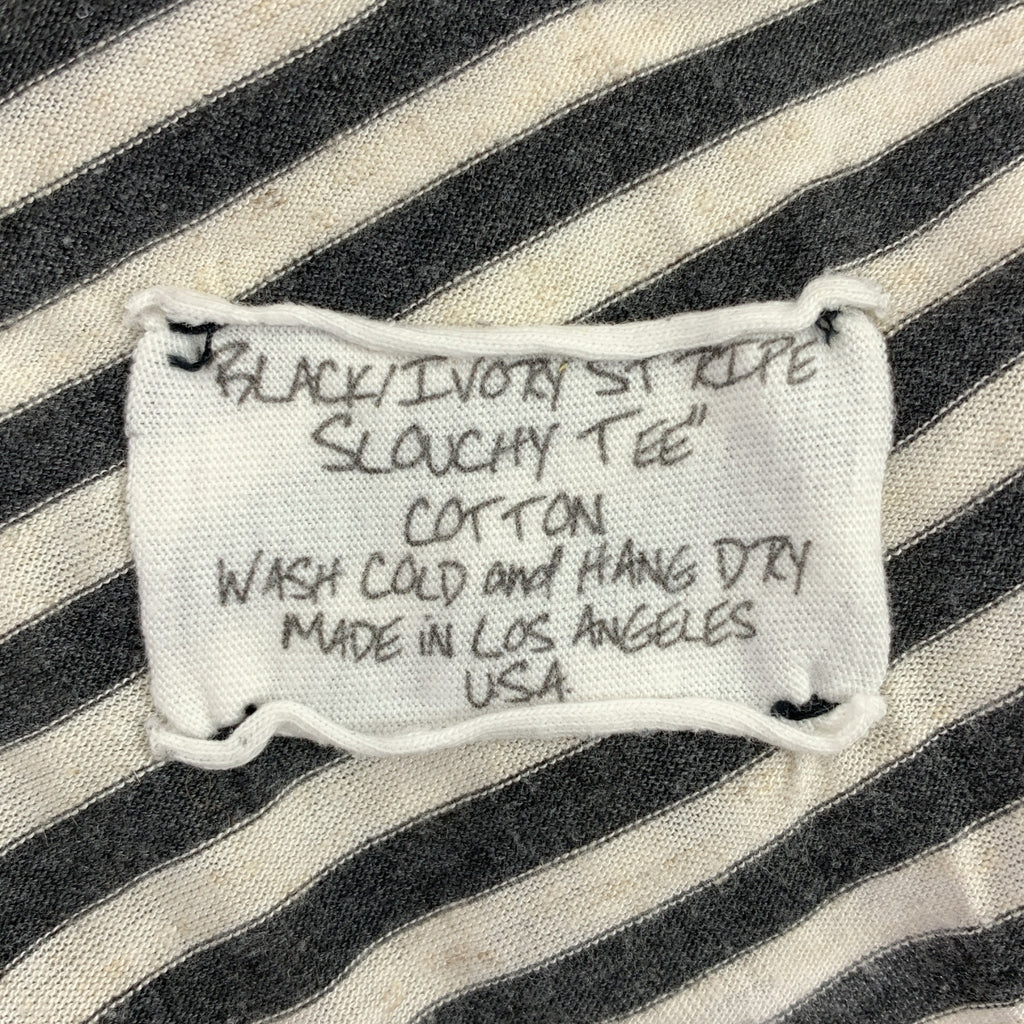 "BLACK/IVORY STRIPE
SLOUCHY TEE"
COTTON
WASH COLD and HANG DRY
MADE iN LOS ANGELES
USA